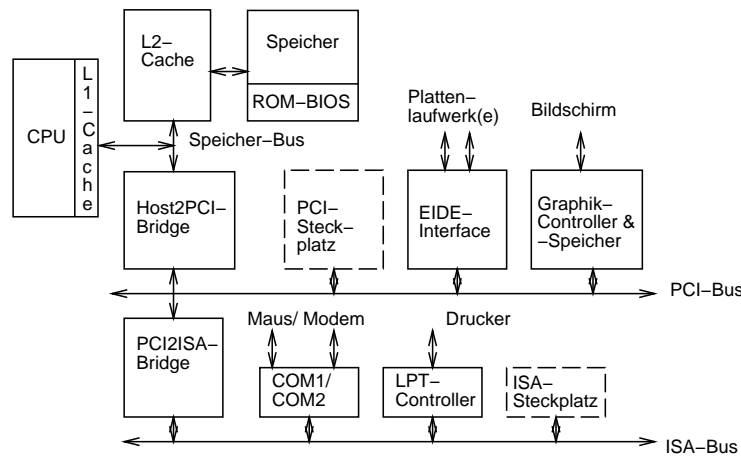 L2–
Cache
Speicher
ROM–BIOS
CPU
L
1
–
C
a
c
h
e
Speicher–Bus
Platten–
laufwerk(e)
Bildschirm
Host2PCI–
Bridge
PCI–
Steck–
platz
EIDE–
Interface
Graphik–
Controller &
–Speicher
PCI–Bus
PCI2ISA–
Bridge
Maus/ Modem
Drucker
COM1/
COM2
LPT–
Controller
ISA–
Steckplatz
ISA–Bus